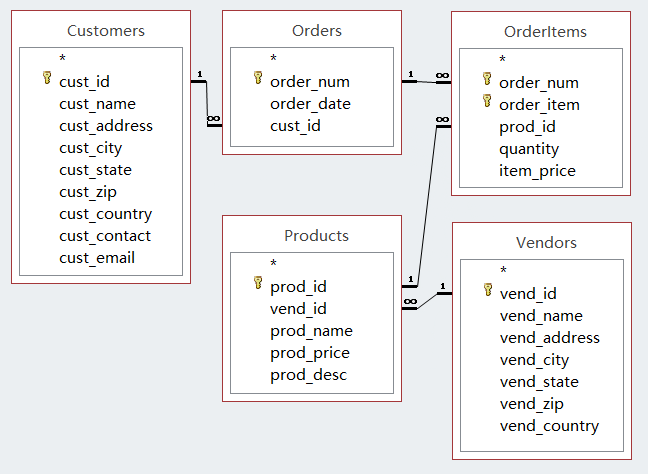 Customers
*
cust_id
cust_name
cust_address
cust_city
cust_state
cust_zip
cust_country
cust_contact
cust_email
1
∞
Orders
*
order_num
order_date
cust_id
1
∞
OrderItems
*
order_num
order_item
prod_id
quantity
item_price
∞
1
Products
*
prod_id
vend_id
prod_name
prod_price
prod_desc
∞
1
Vendors
*
vend_id
vend_name
vend_address
vend_city
vend_state
vend_zip
vend_country